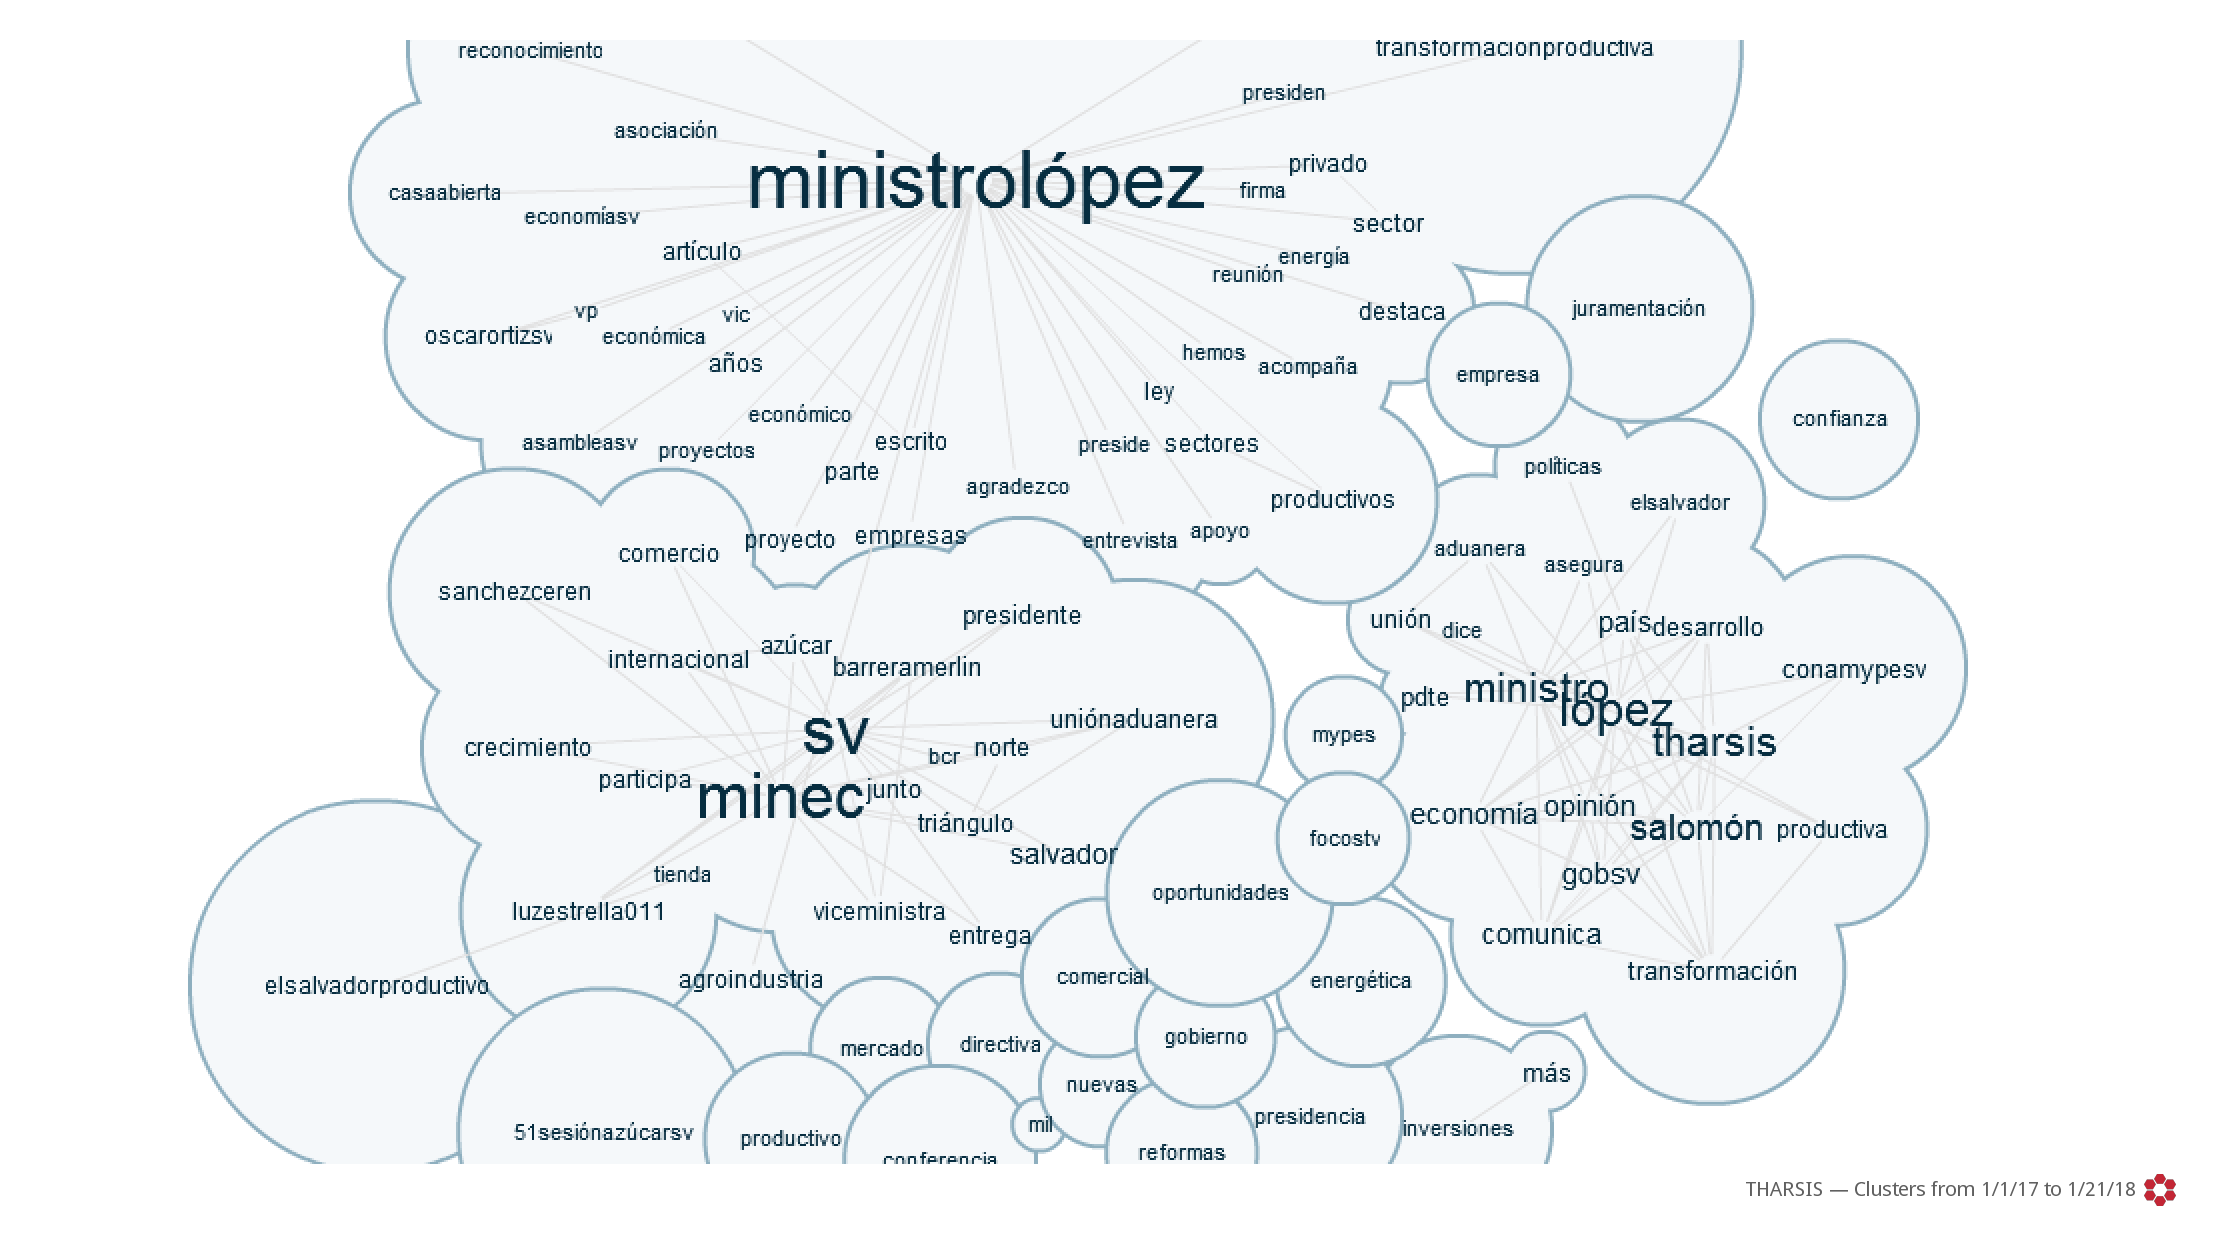 reconocimiento
transformaciónproductiva
presiden
asociación
privado
ministrolópez
casaabierta
firma
economíasv
sector
artículo
energía
reunión
juramentación
vp
vic
destaca
oscarortizsv
económica
hemos
años
acompaña
empresa
ley
económico
confianza
asambleasv
proyectos
escrito
preside
sectores
parte
políticas
agradezco
productivos
elsalvador
proyecto
empresas
entrevista
apoyo
comercio
aduanera
asegura
sanchezceren
presidente
unión
dice
país
desarrollo
azúcar
internacional
barreramerlin
conamypesv
pdte
ministro
lópez
uniónaduanera
sv
mypes
tharsis
crecimiento
bcr
norte
participa
minec
junto
economía
opinión
triángulo
salomón
productiva
focostv
salvador
tienda
gobsv
oportunidades
luzestrella011
viceministra
entrega
comunica
elsalvadorproductivo
agroindustria
comercial
energética
transformación
mercado
directiva
gobierno
más
nuevas
51sesiónazúcarsv
productivo
mil
presidencia
inversiones
reformas
conferencia
THARSIS — Clusters from 1/1/17 to 1/21/18